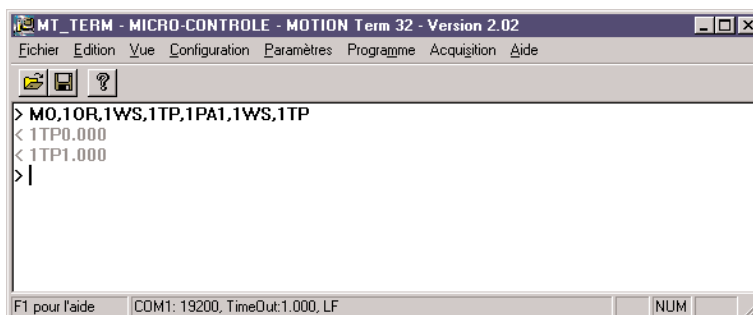 MT_TERM - MICRO-CONTROLE - MOTION Term 32 - Version 2.02
Fichier Edition Vue Configuration Paramètres Programme Acquisition Aide
> MO,1OR,1WS,1TP,1PA1,1WS,1TP
< 1TP0.000
< 1TP1.000
>
F1 pour l'aide COM1: 19200, TimeOut:1.000, LF NUM